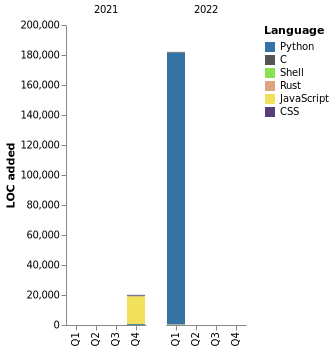 2021 2022
Language
Python
C
Shell
Rust
JavaScript
CSS
LOC added
200,000
180,000
160,000
140,000
120,000
100,000
80,000
60,000
40,000
20,000
0
Q1 Q2 Q3 Q4 Q1 Q2 Q3 Q4